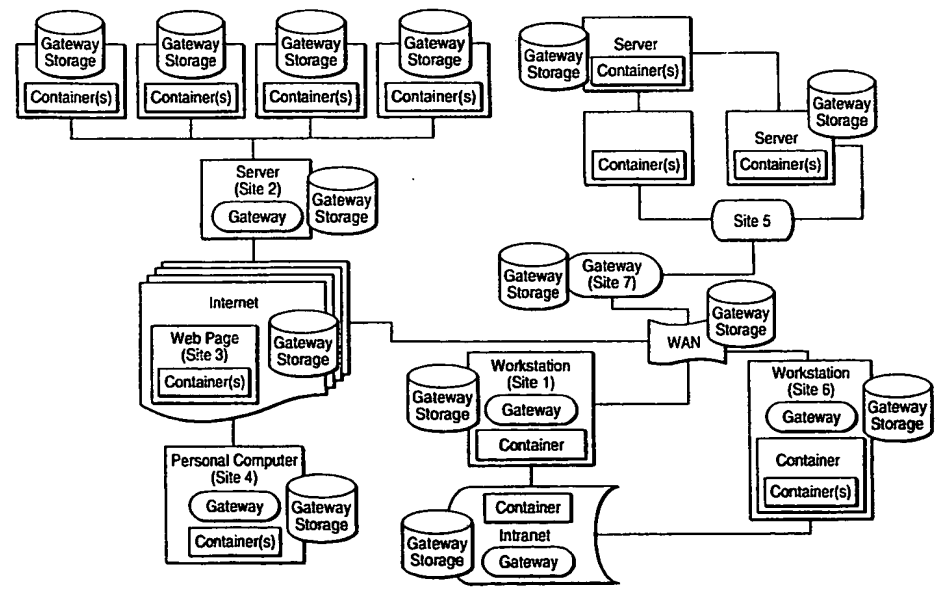 Gateway
Storage
Container(s)
Gateway
Storage
Container(s)
Gateway
Storage
Container(s)
Gateway
Storage
Container(s)
Gateway
Storage
Server
Container(s)
Container(s)
Gateway
Storage
Server
Container(s)
Server
(Site 2)
Gateway
Gateway
Storage
Site 5
Gateway
Storage
Gateway
(Site 7)
Internet
Web Page
(Site 3)
Container(s)
Gateway
Storage
WAN
Gateway
Storage
Gateway
Storage
Workstation
(Site 1)
Gateway
Container
Workstation
(Site 6)
Gateway
Container
Container(s)
Gateway
Storage
Personal Computer
(Site 4)
Gateway
Container(s)
Gateway
Storage
Gateway
Storage
Container
Intranet
Gateway